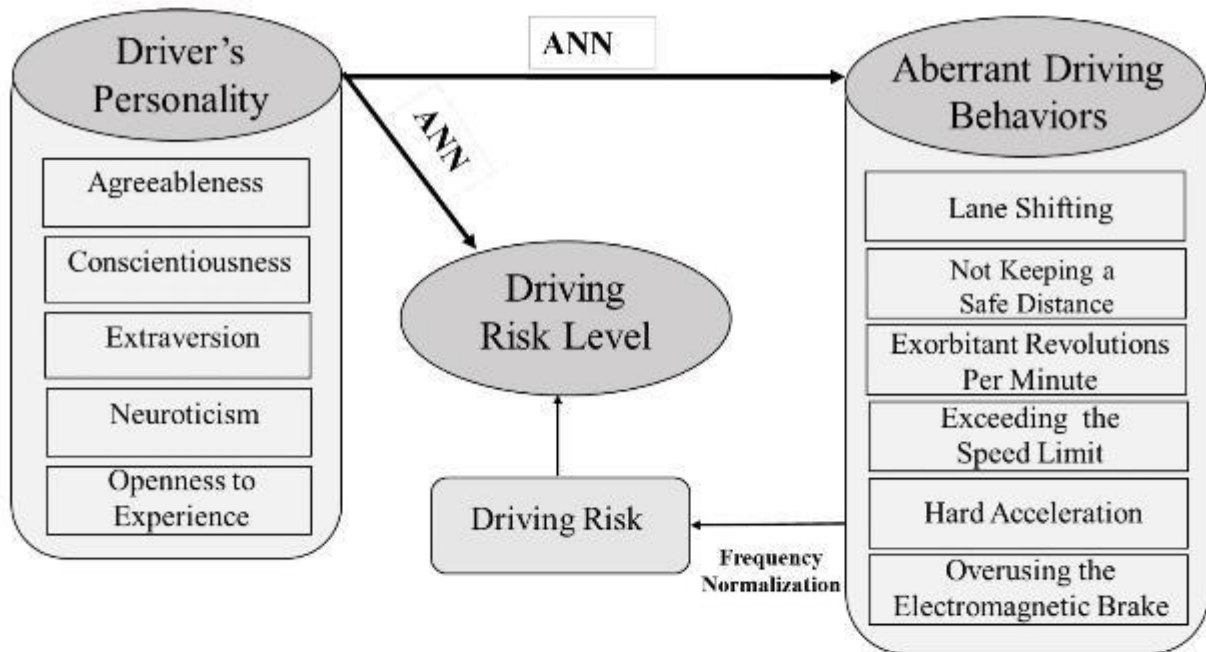 Driver's
Personality
Agreeableness
Conscientiousness
Extraversion
Neuroticism
Openness to
Experience
ANN
ANN
Driving
Risk Level
Driving Risk
Frequency
Normalization
Aberrant Driving
Behaviors
Lane Shifting
Not Keeping a
Safe Distance
Exorbitant Revolutions
Per Minute
Exceeding the
Speed Limit
Hard Acceleration
Overusing the
Electromagnetic Brake